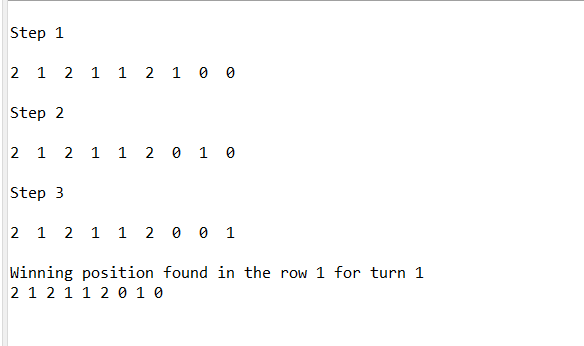 Step 1
2 1 2 1 1 2 1 0 0
Step 2
2 1 2 1 1 2 0 1 0
Step 3
2 1 2 1 1 2 0 0 1
Winning position found in the row 1 for turn 1
2 1 2 1 1 2 0 1 0